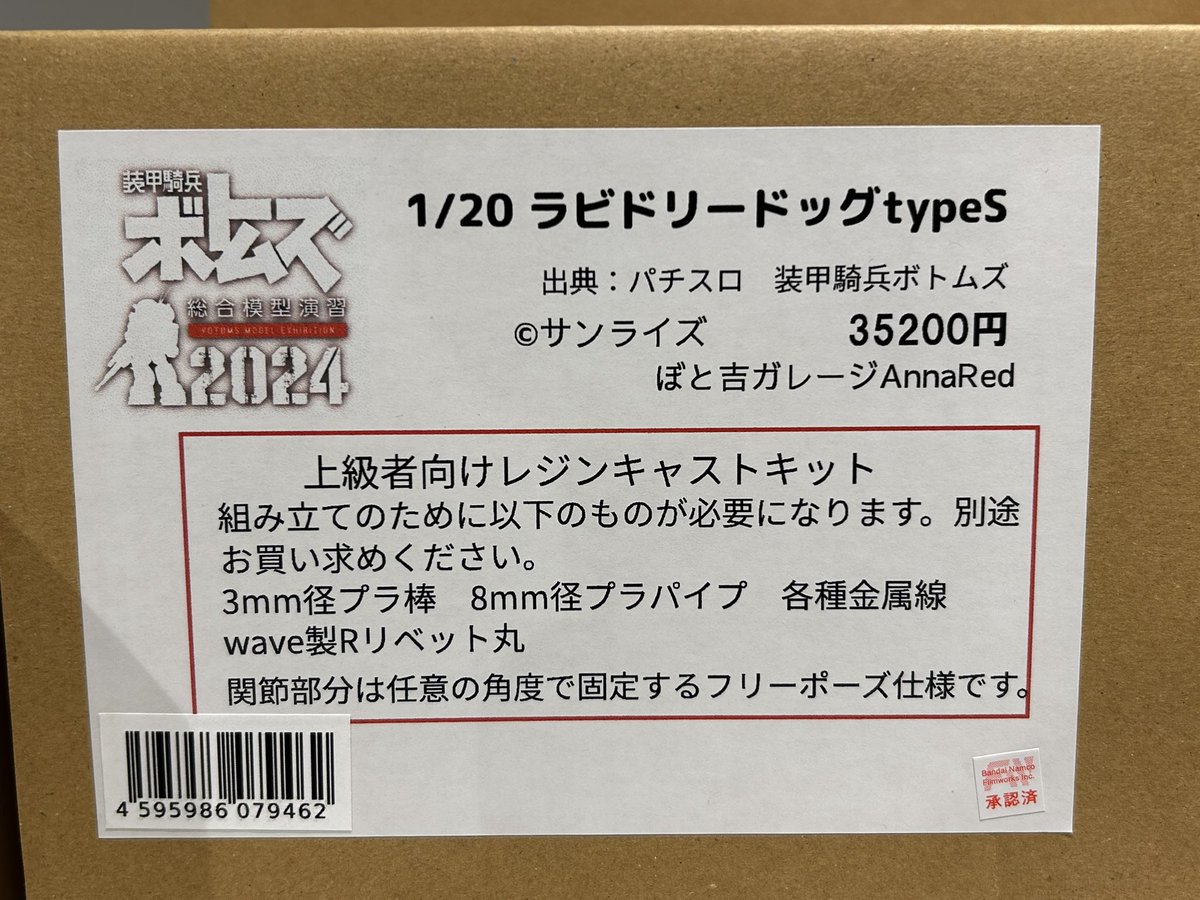 装甲騎兵
ボトムズ
総合模型演習
VOTOMS MODEL EXHIBITION
2024
1/20 ラビドリードッグtypeS
出典：パチスロ　装甲騎兵ボトムズ
©サンライズ　35200円
ぼと吉ガレージAnnaRed
上級者向けレジンキャストキット
組み立てのために以下のものが必要になります。別途
お買い求めください。
3mm径プラ棒　8mm径プラパイプ　各種金属線
wave製Rリベット丸
関節部分は任意の角度で固定するフリーポーズ仕様です。
4 595986 079462
Bandai Namco
Filmworks Inc.
承認済